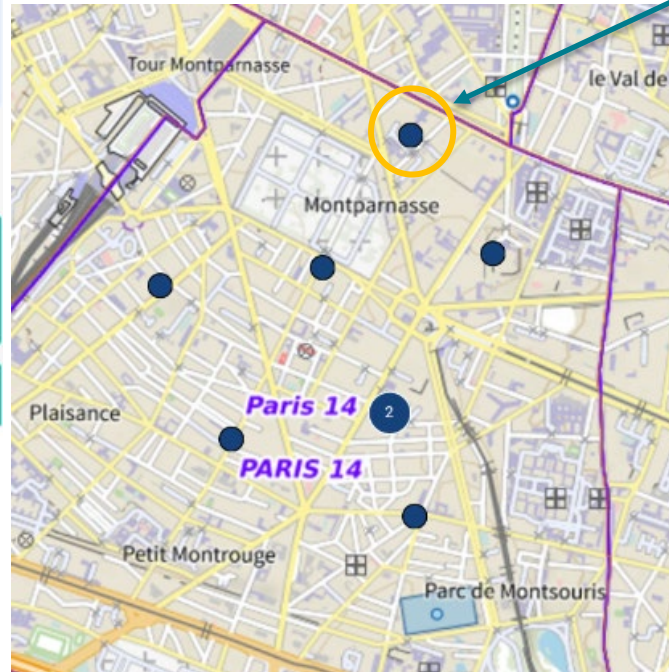 Tour Montparnasse
le Val de
Montparnasse
Plaisance
Paris 14
2
PARIS 14
Petit Montrouge
Parc de Montsouris